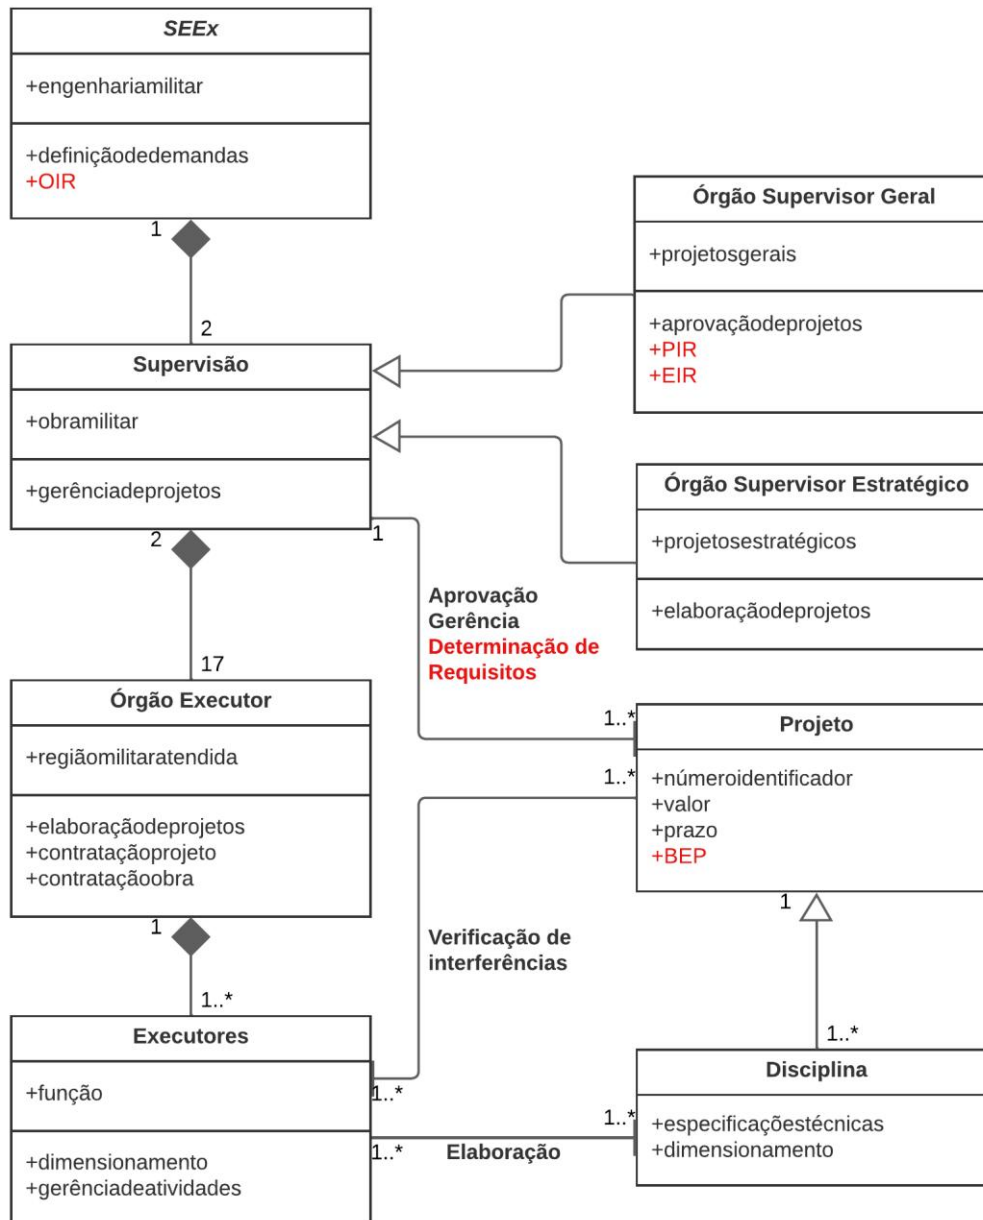 SEEx
+engenhariamilitar
+definiçãodedemandas
+OIR
1
2
Supervisão
+obramilitar
+gerênciadeprojetos
2
1
17
Órgão Supervisor Geral
+projetosgerais
+aprovaçãodeprojetos
+PIR
+EIR
Órgão Supervisor Estratégico
+projetosestratégicos
+elaboraçãodeprojetos
Aprovação
Gerência
Determinação de
Requisitos
1..*
1..*
Órgão Executor
+regiãomilitaratendida
+elaboraçãodeprojetos
+contrataçãoprojeto
+contrataçãoobra
1
1..*
Projeto
+númeroidentificador
+valor
+prazo
+BEP
1
1..*
Verificação de
interferências
Executores
+função
+dimensionamento
+gerênciadeatividades
1..*
1..*
Elaboração
1..*
Disciplina
+especificaçõestécnicas
+dimensionamento